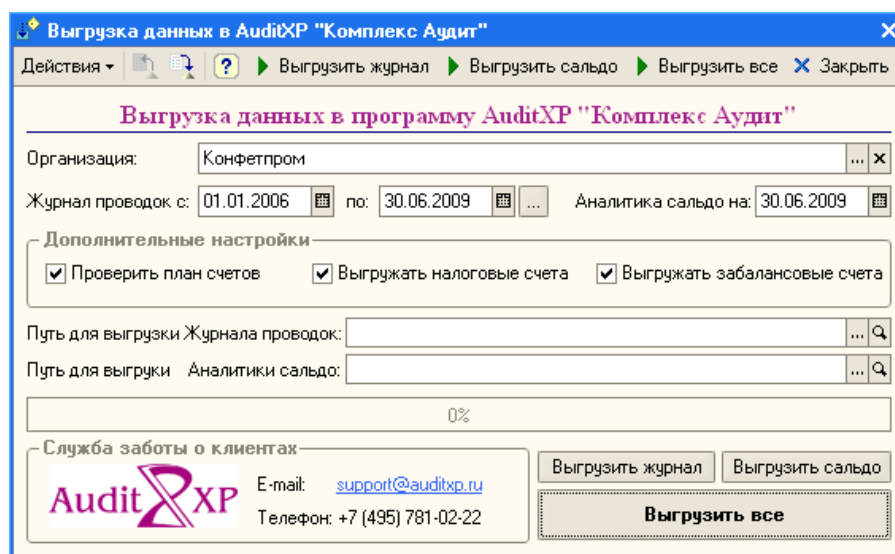 Выгрузка данных в AuditXP "Комплекс Аудит"
Действия Выгрузить журнал Выгрузить сальдо Выгрузить все Закрыть
Выгрузка данных в программу AuditXP "Комплекс Аудит"
Организация: Конфетпром
Журнал проводок с: 01.01.2006 по: 30.06.2009 ... Аналитика сальдо на: 30.06.2009
Дополнительные настройки
Проверить план счетов Выгружать налоговые счета Выгружать забалансовые счета
Путь для выгрузки Журнала проводок:
Путь для выгруки Аналитики сальдо:
0%
Служба заботы о клиентах
Audit XP
E-mail: support@auditxp.ru
Телефон: +7 (495) 781-02-22
Выгрузить журнал Выгрузить сальдо
Выгрузить все